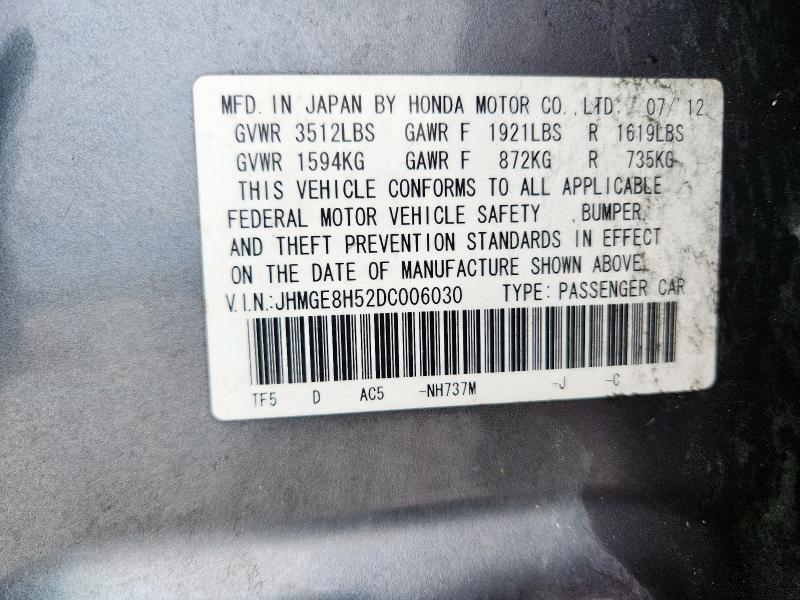 MFD. IN JAPAN BY HONDA MOTOR CO., LTD. / 07/12
GVWR 3512LBS GAWR F 1921LBS R 1619LBS
GVWR 1594KG GAWR F 872KG R 735KG
THIS VEHICLE CONFORMS TO ALL APPLICABLE
FEDERAL MOTOR VEHICLE SAFETY , BUMPER,
AND THEFT PREVENTION STANDARDS IN EFFECT
ON THE DATE OF MANUFACTURE SHOWN ABOVE.
V.I.N.:JHMGE8H52DC006030 TYPE: PASSENGER CAR
TF5 D AC5 -NH737M -J -C